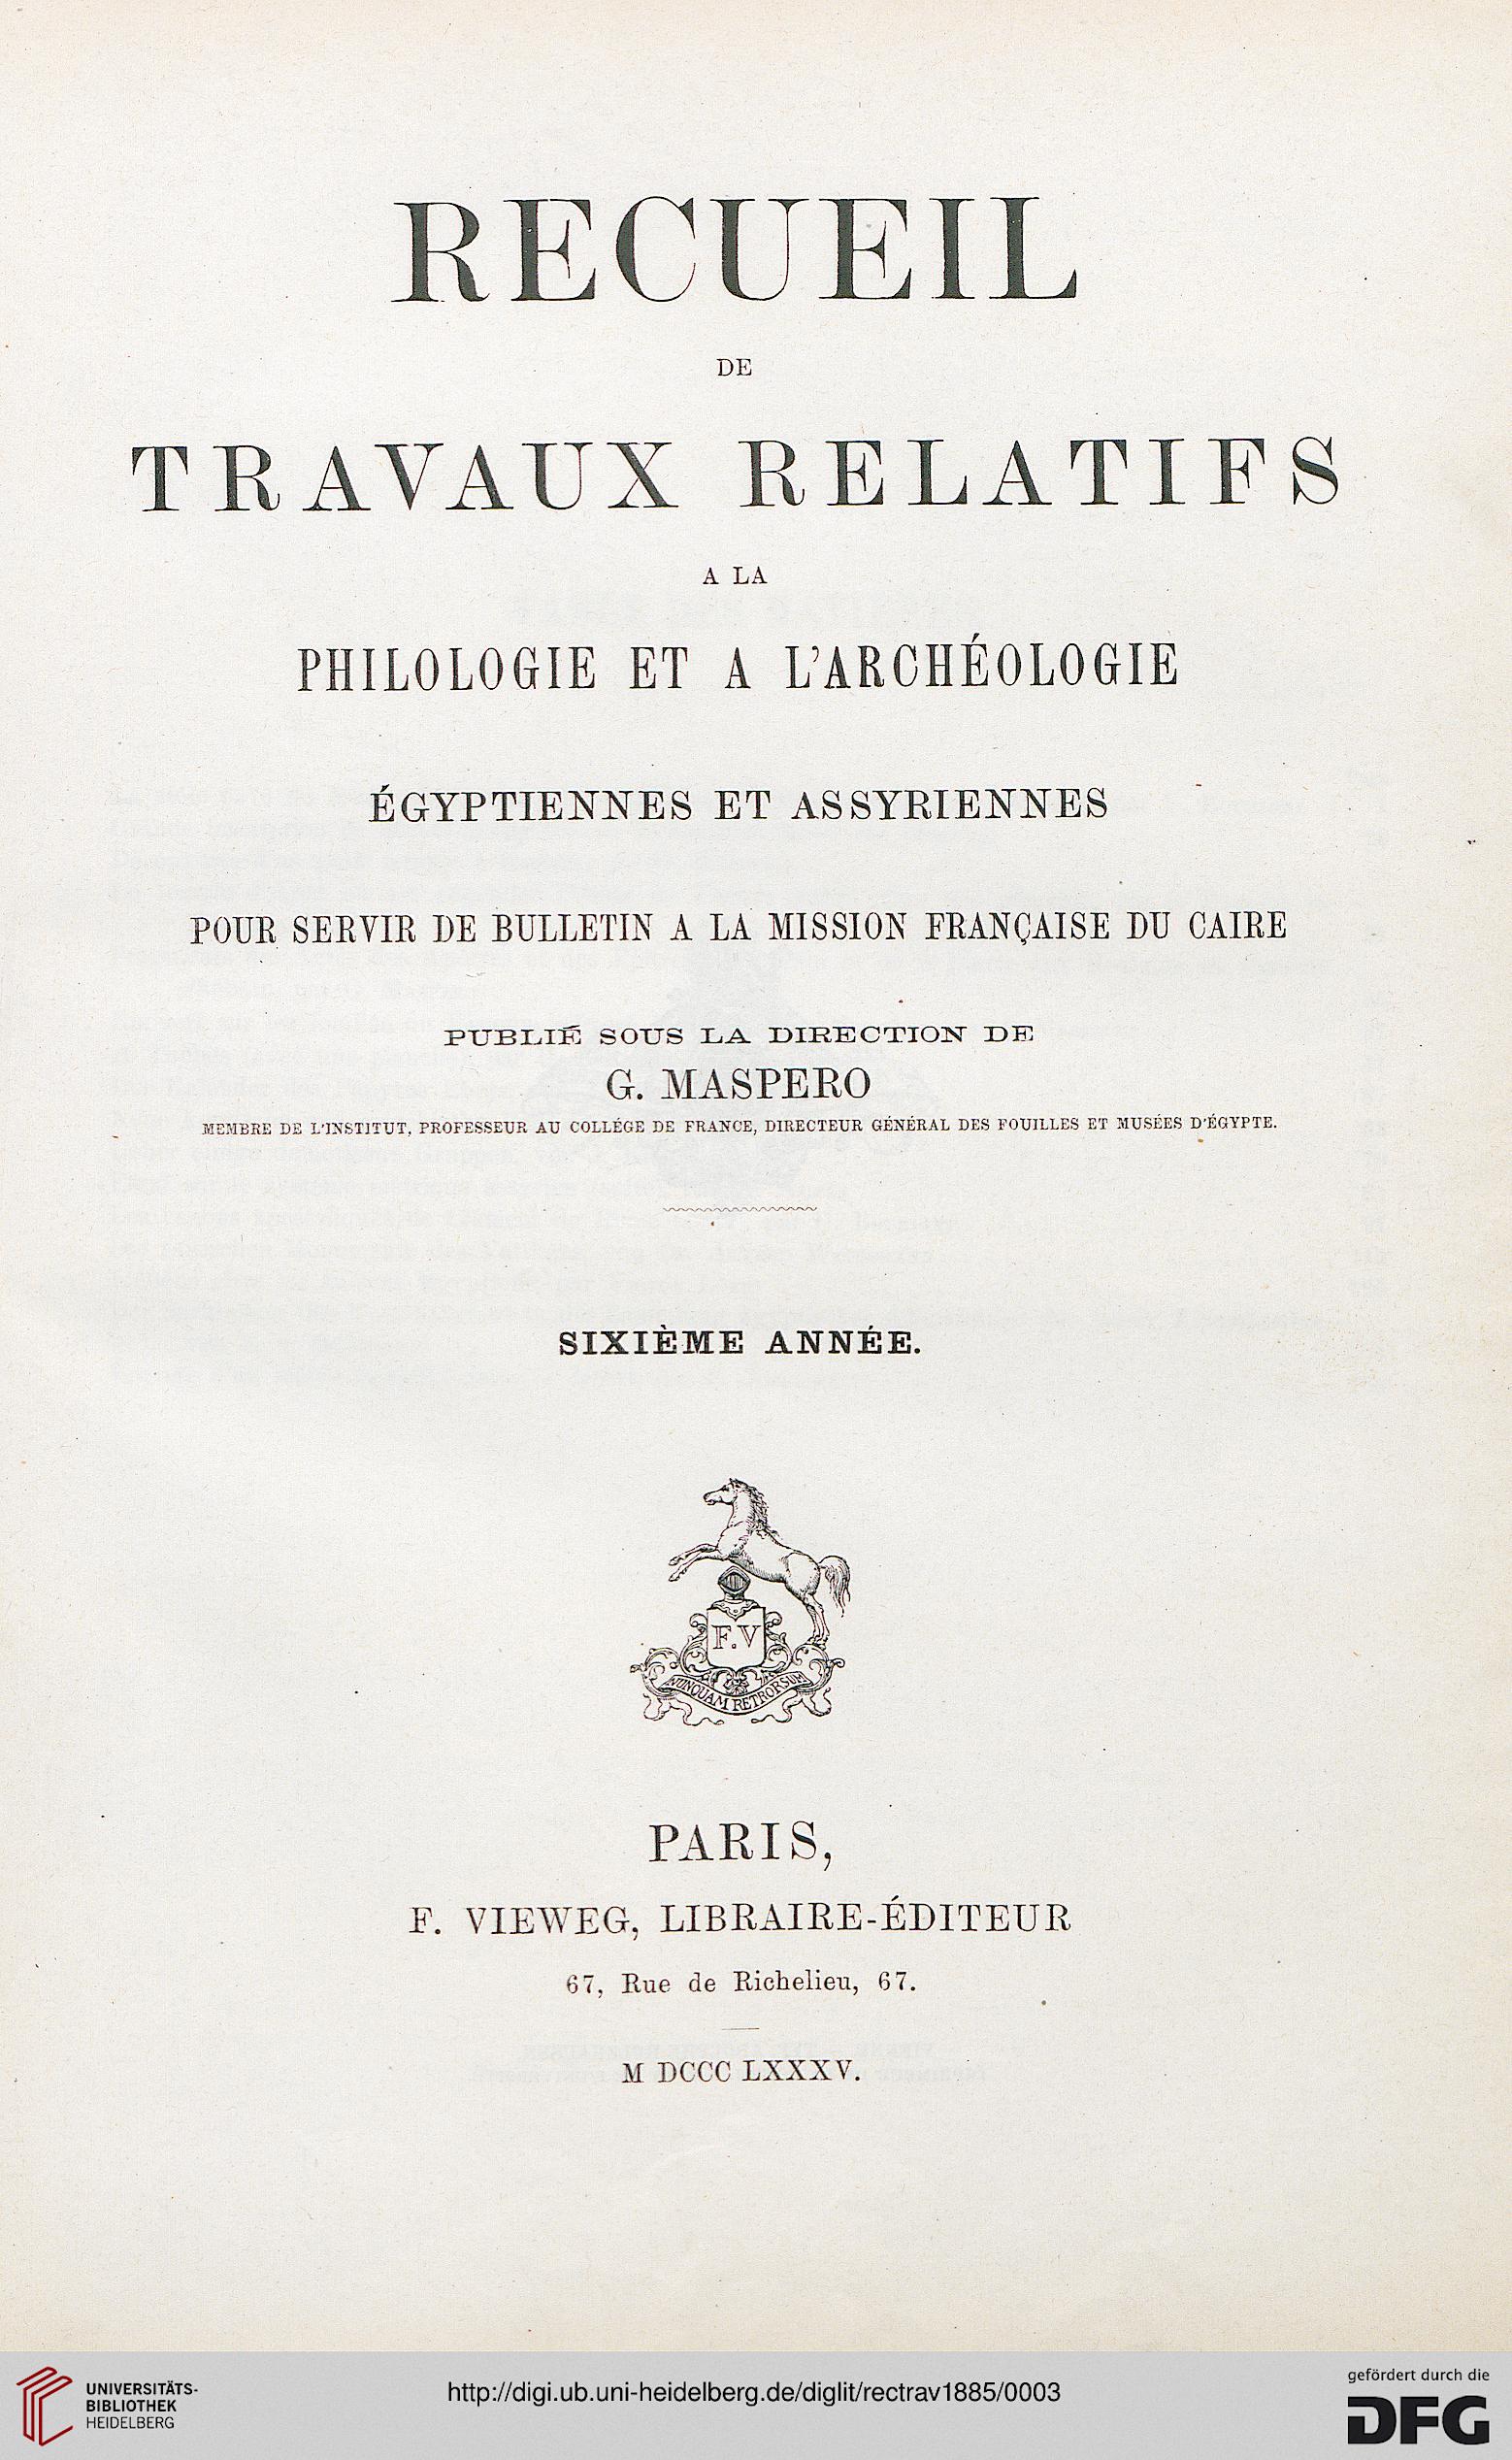 RECUEIL
DE
TRAVAUX RELATIFS
A LA
PHILOLOGIE ET A L'ARCHÉOLOGIE
ÉGYPTIENNES ET ASSYRIENNES
POUR SERVIR DE BULLETIN A LA MISSION FRANÇAISE DU CAIRE
PUBLIÉ SOUS LA DIRECTION DE
G. MASPERO
MEMBRE DE L'INSTITUT, PROFESSEUR AU COLLÉGE DE FRANCE, DIRECTEUR GÉNÉRAL DES FOUILLES ET MUSÉES D'ÉGYPTE.
SIXIÈME ANNÉE.
F.V
NUNQUAM RETRORSUM
PARIS,
F. VIEWEG, LIBRAIRE-ÉDITEUR
67, Rue de Richelieu, 67.
M DCCC LXXXV.
UNIVERSITÄTS-
BIBLIOTHEK
HEIDELBERG
http://digi.ub.uni-heidelberg.de/diglit/rectrav1885/0003
gefördert durch die
DFG